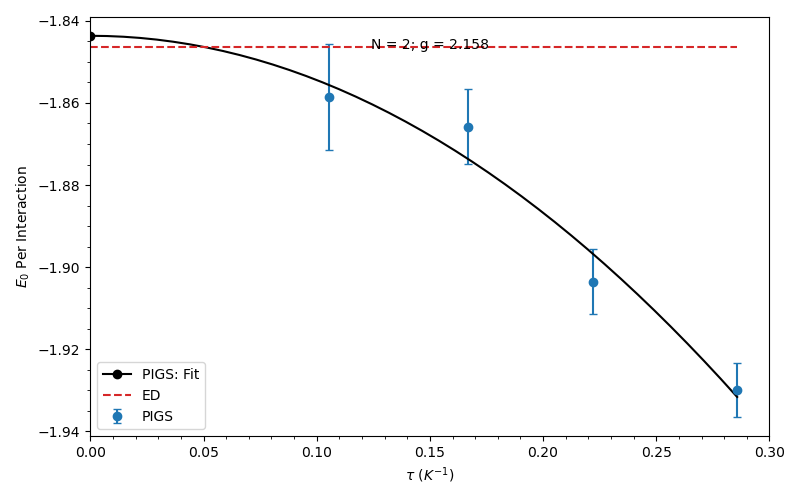 −1.84
−1.86
−1.88
−1.90
−1.92
−1.94
E₀ Per Interaction
N = 2; g = 2.158
PIGS: Fit
ED
PIGS
0.00 0.05 0.10 0.15 0.20 0.25 0.30
τ (K⁻¹)